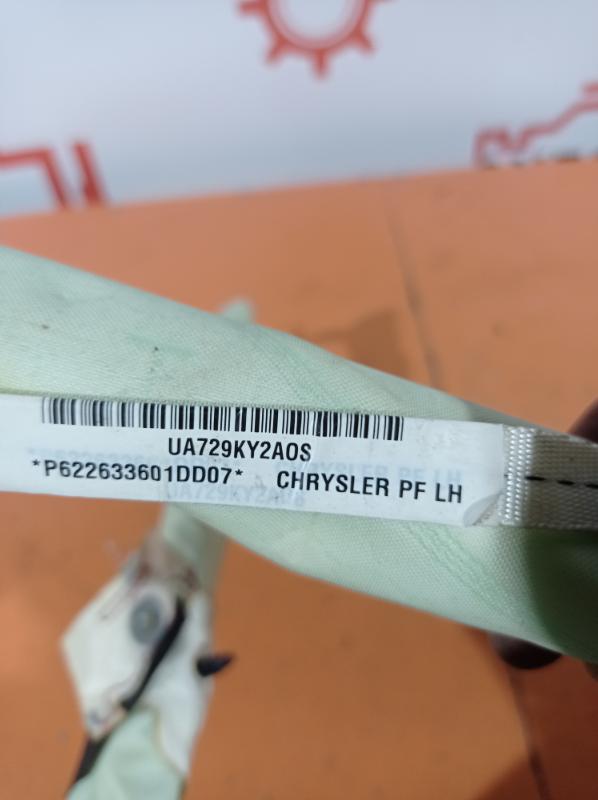 UA729KY2AOS
*P622633601DD07* CHRYSLER PF LH